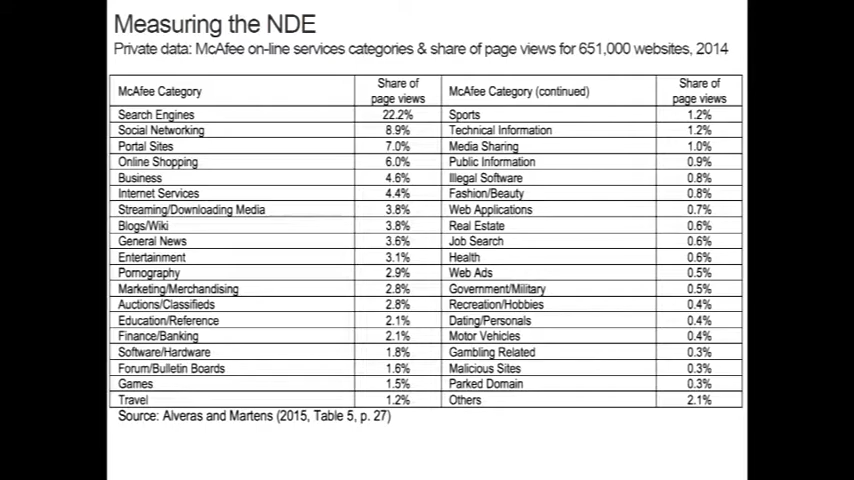 Measuring the NDE
Private data: McAfee on-line services categories & share of page views for 651,000 websites, 2014
McAfee Category Share of page views McAfee Category (continued) Share of page views
Search Engines 22.2% Sports 1.2%
Social Networking 8.9% Technical Information 1.2%
Portal Sites 7.0% Media Sharing 1.0%
Online Shopping 6.0% Public Information 0.9%
Business 4.6% Illegal Software 0.8%
Internet Services 4.4% Fashion/Beauty 0.8%
Streaming/Downloading Media 3.8% Web Applications 0.7%
Blogs/Wiki 3.8% Real Estate 0.6%
General News 3.6% Job Search 0.6%
Entertainment 3.1% Health 0.6%
Pornography 2.9% Web Ads 0.5%
Marketing/Merchandising 2.8% Government/Military 0.5%
Auctions/Classifieds 2.8% Recreation/Hobbies 0.4%
Education/Reference 2.1% Dating/Personals 0.4%
Finance/Banking 2.1% Motor Vehicles 0.4%
Software/Hardware 1.8% Gambling Related 0.3%
Forum/Bulletin Boards 1.6% Malicious Sites 0.3%
Games 1.5% Parked Domain 0.3%
Travel 1.2% Others 2.1%
Source: Alveras and Martens (2015, Table 5, p. 27)